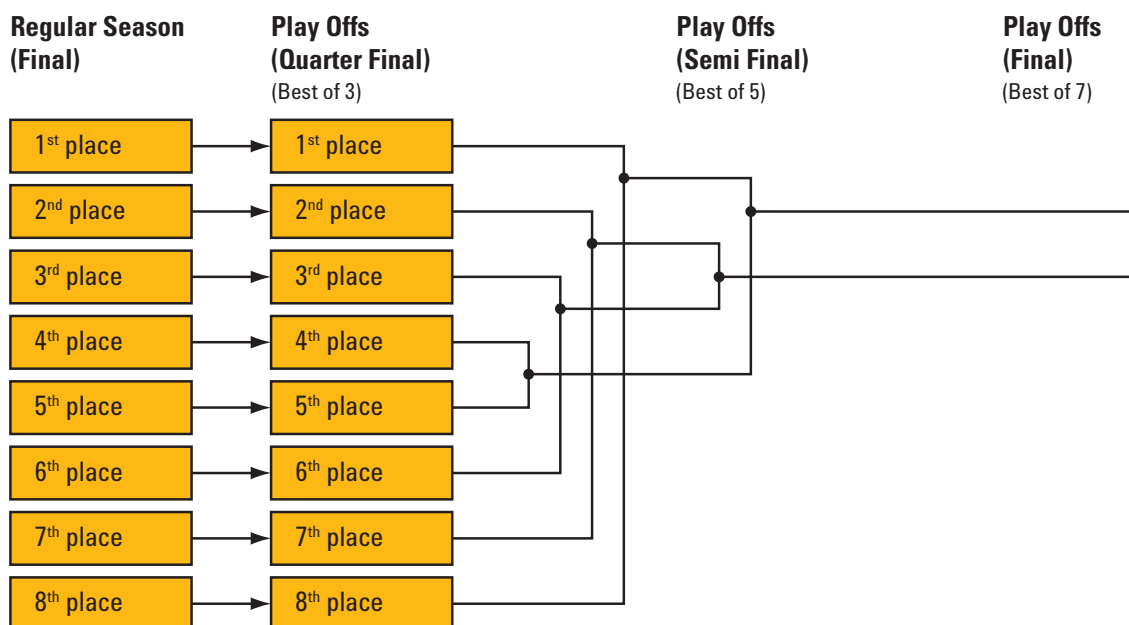 Regular Season
(Final)
Play Offs
(Quarter Final)
(Best of 3)
Play Offs
(Semi Final)
(Best of 5)
Play Offs
(Final)
(Best of 7)
1st place
1st place
2nd place
2nd place
3rd place
3rd place
4th place
4th place
5th place
5th place
6th place
6th place
7th place
7th place
8th place
8th place